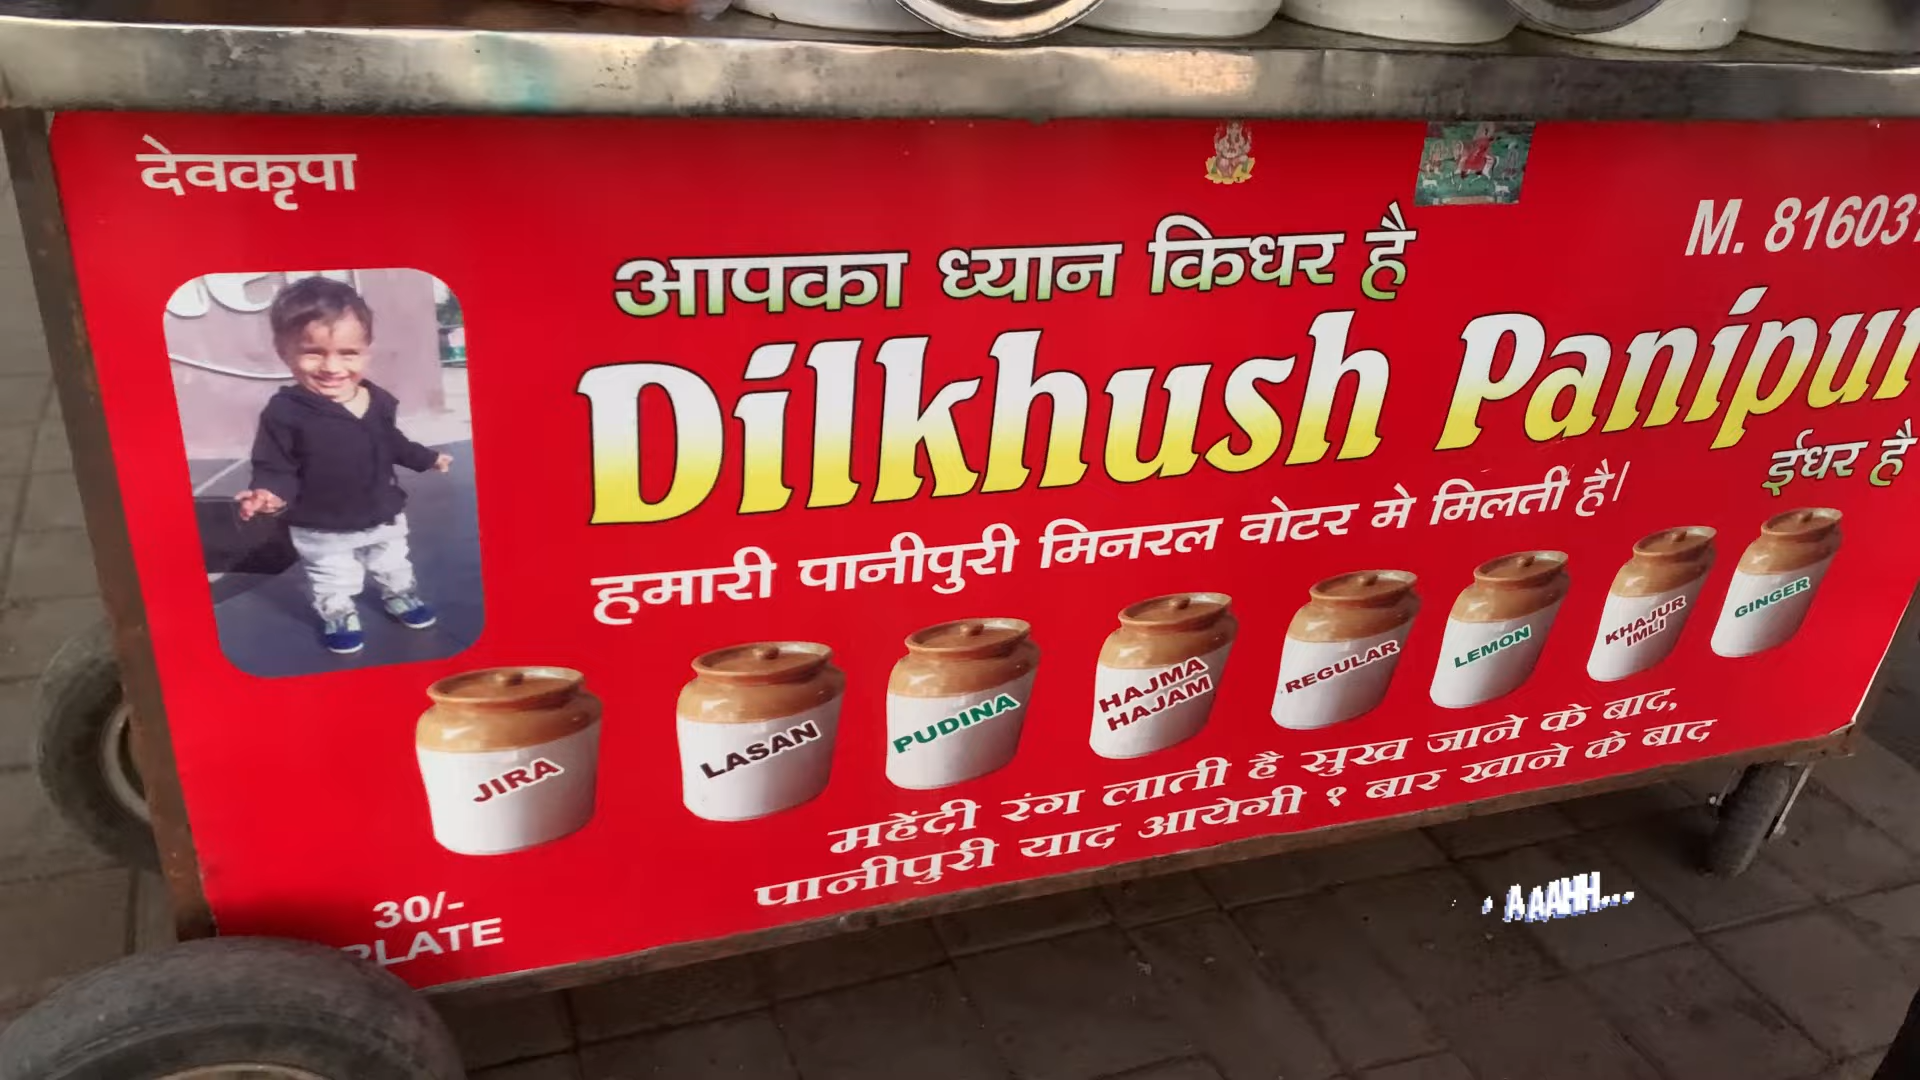 देवकृपा
M. 81603
आपका ध्यान किधर है
Dilkhush Panipur
ईधर है
हमारी पानीपुरी मिनरल वोटर मे मिलती है।
JIRA
LASAN
PUDINA
HAJMA
HAJAM
REGULAR
LEMON
KHAJUR
IMLI
GINGER
महेंदी रंग लाती है सुख जाने के बाद,
पानीपुरी याद आयेगी १ बार खाने के बाद
30/-
PLATE
AAAHH...